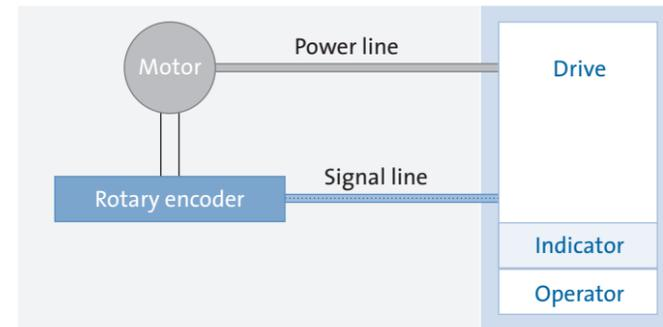 Power line
Motor
Drive
Signal line
Rotary encoder
Indicator
Operator